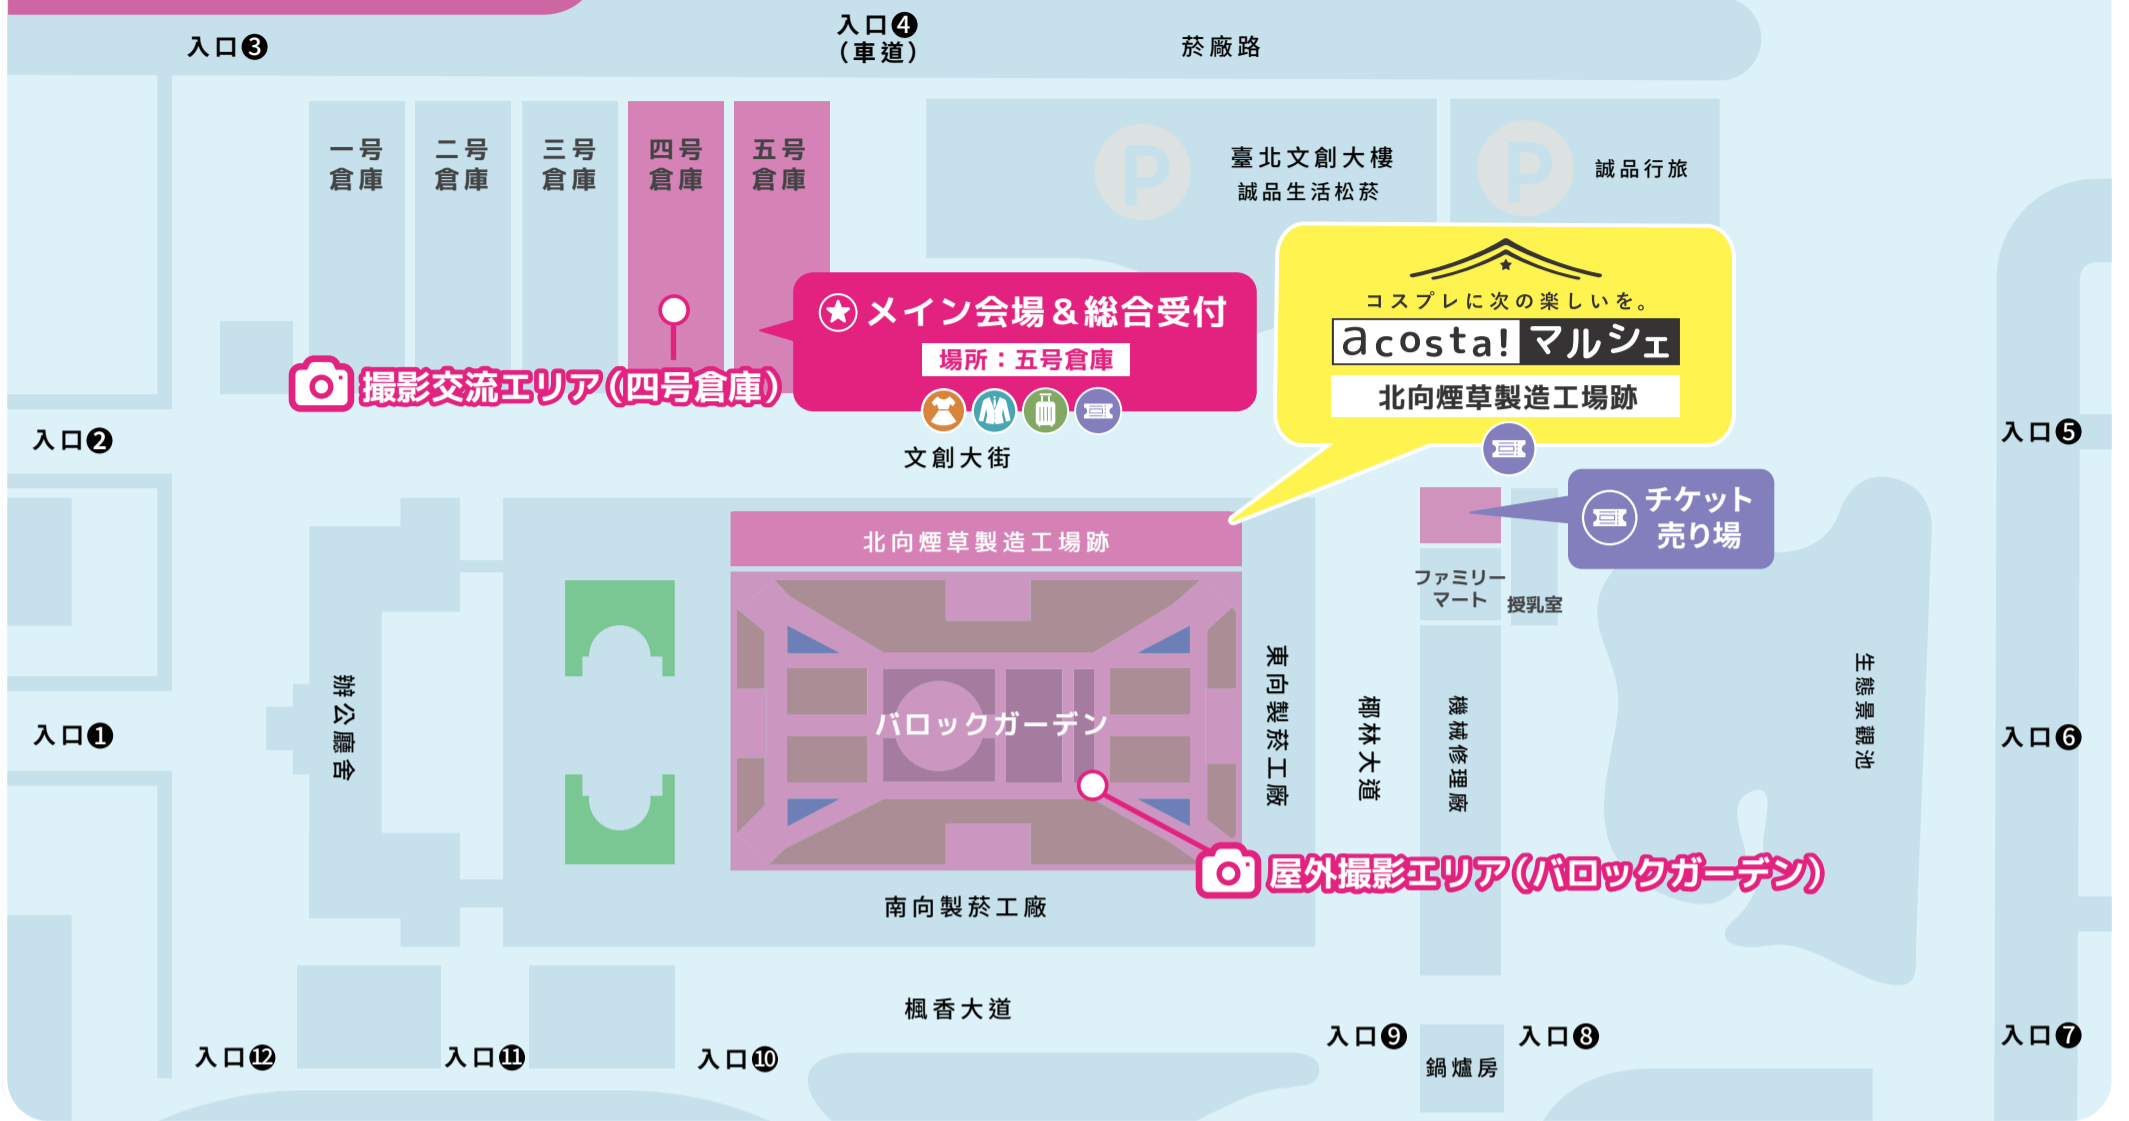 入口❸
入口❹
（車道）
菸廠路
一号
倉庫
二号
倉庫
三号
倉庫
四号
倉庫
五号
倉庫
P
臺北文創大樓
誠品生活松菸
P
誠品行旅
メイン会場＆総合受付
場所：五号倉庫
コスプレに次の楽しいを。
acosta!マルシェ
北向煙草製造工場跡
撮影交流エリア（四号倉庫）
入口❷
文創大街
入口❺
チケット
売り場
北向煙草製造工場跡
ファミリー
マート
授乳室
辦公廳舎
バロックガーデン
東向製菸工廠
椰林大道
機械修理廠
生態景觀池
入口❶
入口❻
屋外撮影エリア（バロックガーデン）
南向製菸工廠
楓香大道
入口⓬
入口⓫
入口❿
入口❾
入口❽
入口❼
鍋爐房